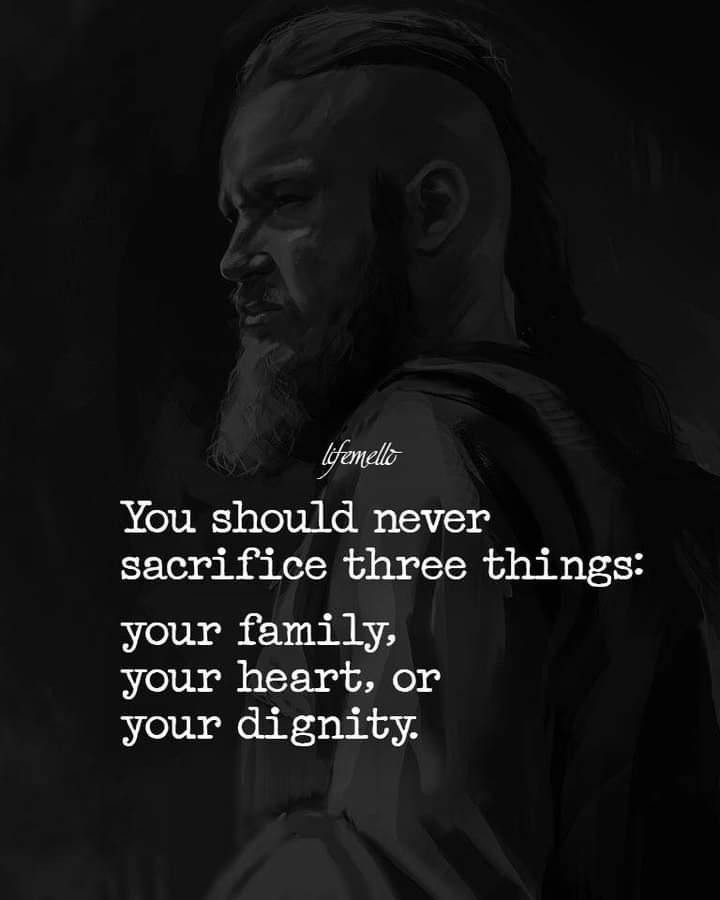 lifemello
You should never
sacrifice three things:
your family,
your heart, or
your dignity.